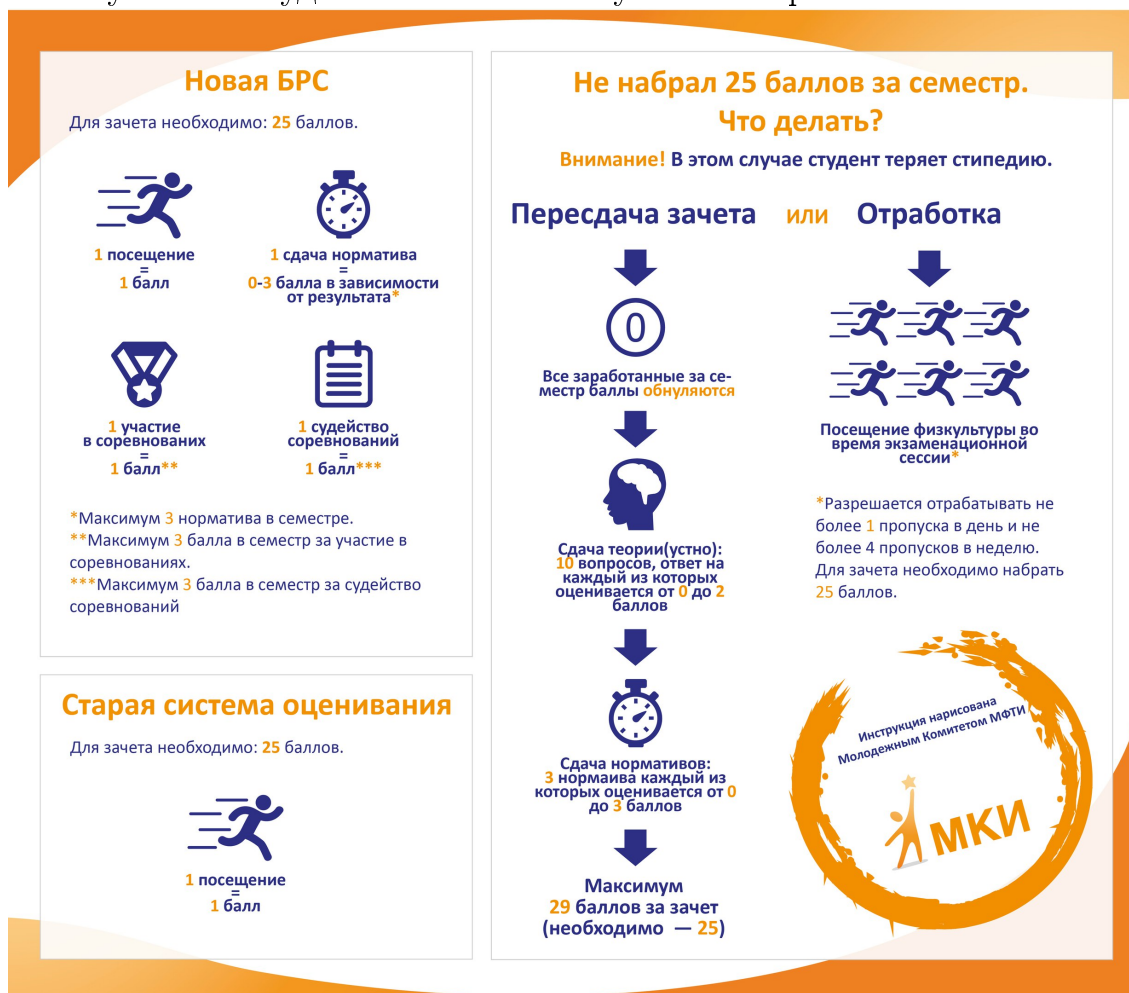 Новая БРС
Для зачета необходимо: 25 баллов.
1 посещение
=
1 балл
1 сдача норматива
=
0-3 балла в зависимости
от результата*
1 участие
в соревнованих
=
1 балл**
1 судейство
соревнований
=
1 балл***
*Максимум 3 норматива в семестре.
**Максимум 3 балла в семестр за участие в
соревнованиях.
***Максимум 3 балла в семестр за судейство
соревнований
Старая система оценивания
Для зачета необходимо: 25 баллов.
1 посещение
=
1 балл
Не набрал 25 баллов за семестр.
Что делать?
Внимание! В этом случае студент теряет стипедию.
Пересдача зачета или Отработка
0
Все заработанные за се-
местр баллы обнуляются
Сдача теории(устно):
10 вопросов, ответ на
каждый из которых
оценивается от 0 до 2
баллов
Сдача нормативов:
3 нормаива каждый из
которых оценивается от 0
до 3 баллов
Максимум
29 баллов за зачет
(необходимо — 25)
Посещение физкультуры во
время экзаменационной
сессии*
*Разрешается отрабатывать не
более 1 пропуска в день и не
более 4 пропусков в неделю.
Для зачета необходимо набрать
25 баллов.
Инструкция нарисована
Молодежным Комитетом МФТИ
МКИ